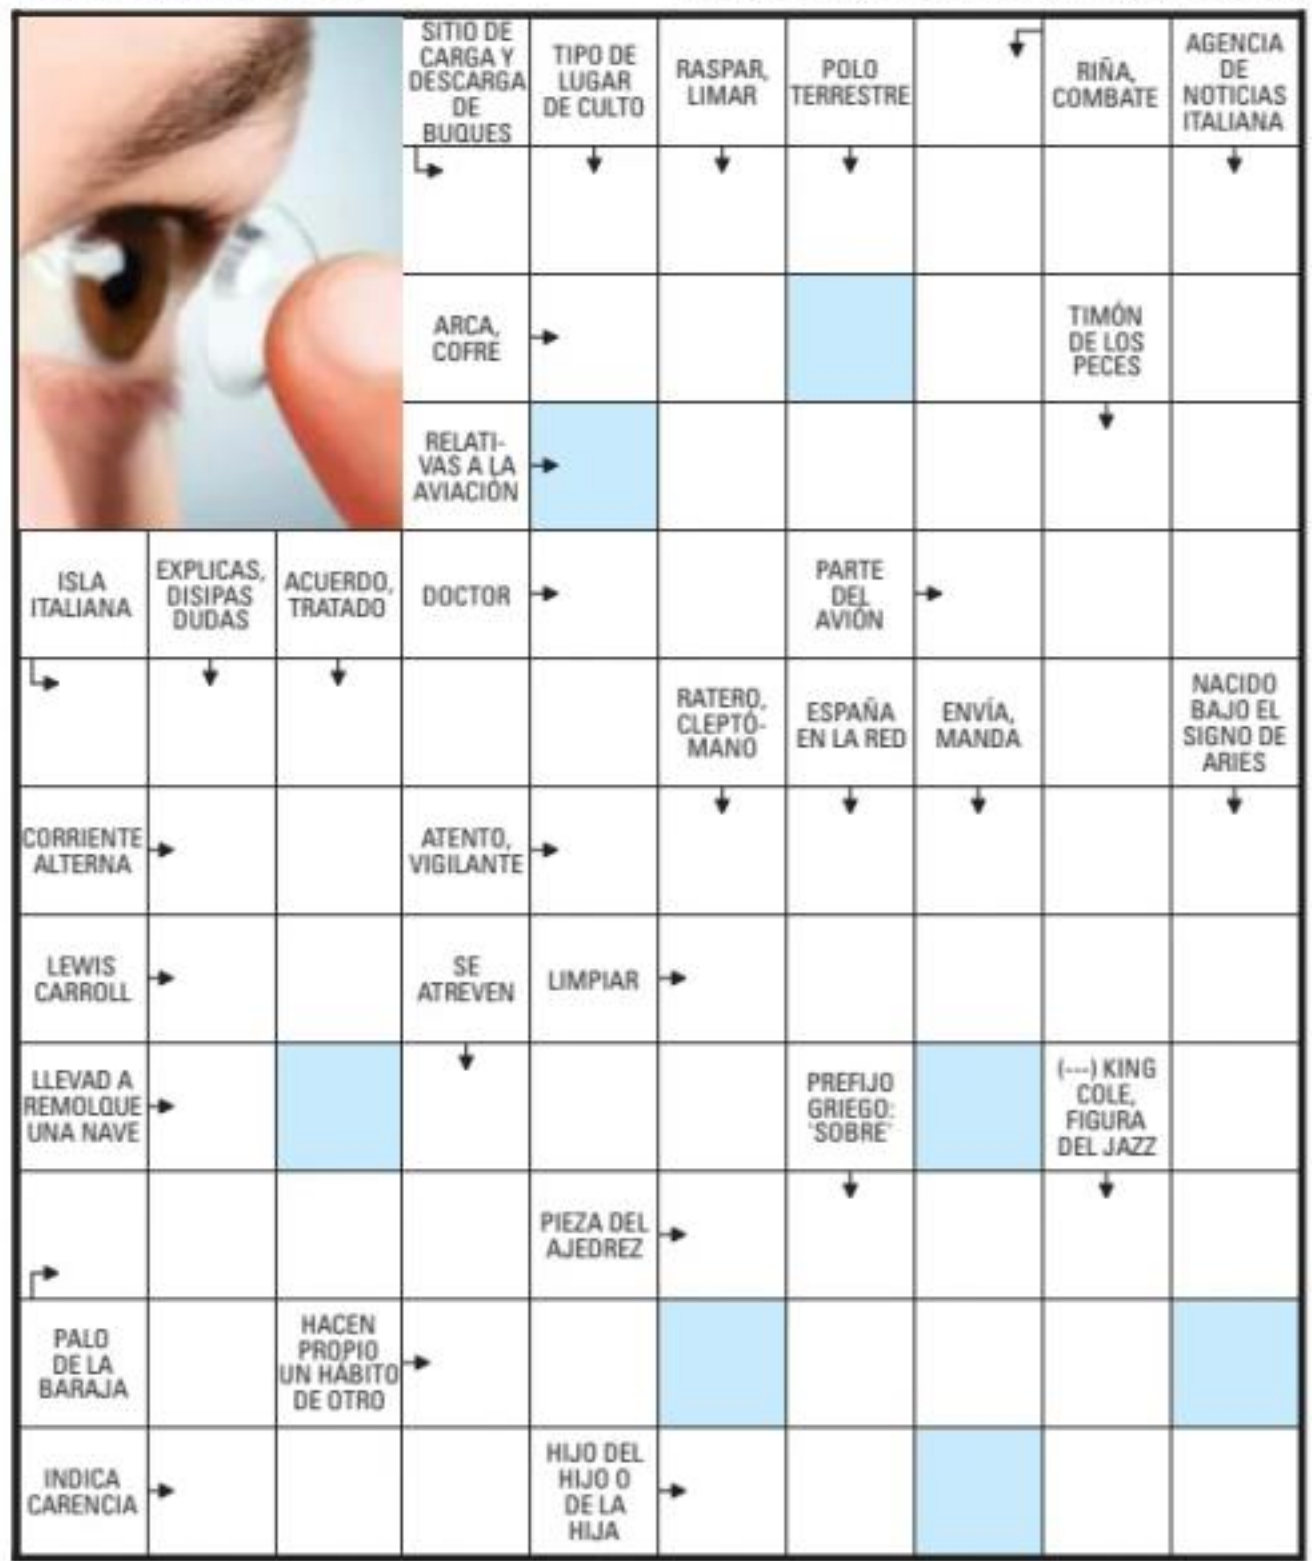 SITIO DE
CARGA Y
DESCARGA
DE
BUQUES
TIPO DE
LUGAR
DE CULTO
RASPAR,
LIMAR
POLO
TERRESTRE
RIÑA,
COMBATE
AGENCIA
DE
NOTICIAS
ITALIANA
ARCA,
COFRE
TIMÓN
DE LOS
PECES
RELATI-
VAS A LA
AVIACIÓN
ISLA
ITALIANA
EXPLICAS,
DISIPAS
DUDAS
ACUERDO,
TRATADO
DOCTOR
PARTE
DEL
AVIÓN
RATERO,
CLEPTÓ-
MANO
ESPAÑA
EN LA RED
ENVÍA,
MANDA
NACIDO
BAJO EL
SIGNO DE
ARIES
CORRIENTE
ALTERNA
ATENTO,
VIGILANTE
LEWIS
CARROLL
SE
ATREVEN
LIMPIAR
LLEVAD A
REMOLQUE
UNA NAVE
PREFIJO
GRIEGO:
'SOBRE'
(---) KING
COLE,
FIGURA
DEL JAZZ
PIEZA DEL
AJEDREZ
PALO
DE LA
BARAJA
HACEN
PROPIO
UN HÁBITO
DE OTRO
INDICA
CARENCIA
HIJO DEL
HIJO O
DE LA
HIJA